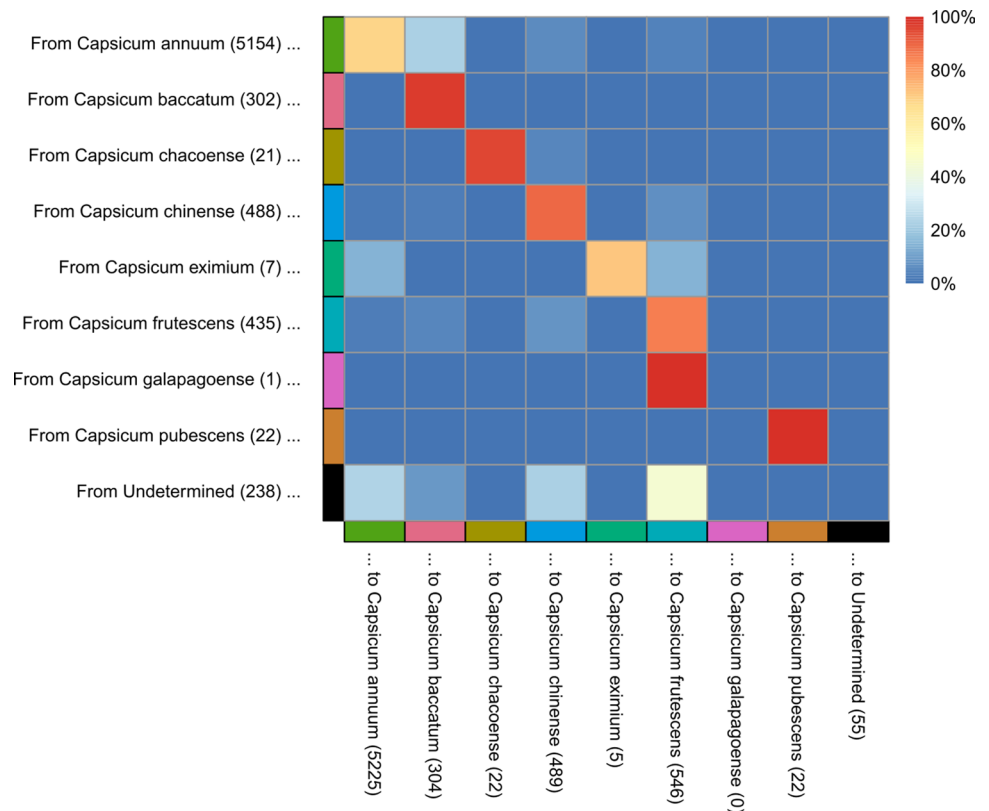 From Capsicum annuum (5154) ...
From Capsicum baccatum (302) ...
From Capsicum chacoense (21) ...
From Capsicum chinense (488) ...
From Capsicum eximium (7) ...
From Capsicum frutescens (435) ...
From Capsicum galapagoense (1) ...
From Capsicum pubescens (22) ...
From Undetermined (238) ...
100%
80%
60%
40%
20%
0%
... to Capsicum annuum (5225)
... to Capsicum baccatum (304)
... to Capsicum chacoense (22)
... to Capsicum chinense (489)
... to Capsicum eximium (5)
... to Capsicum frutescens (546)
... to Capsicum galapagoense (0)
... to Capsicum pubescens (22)
... to Undetermined (55)